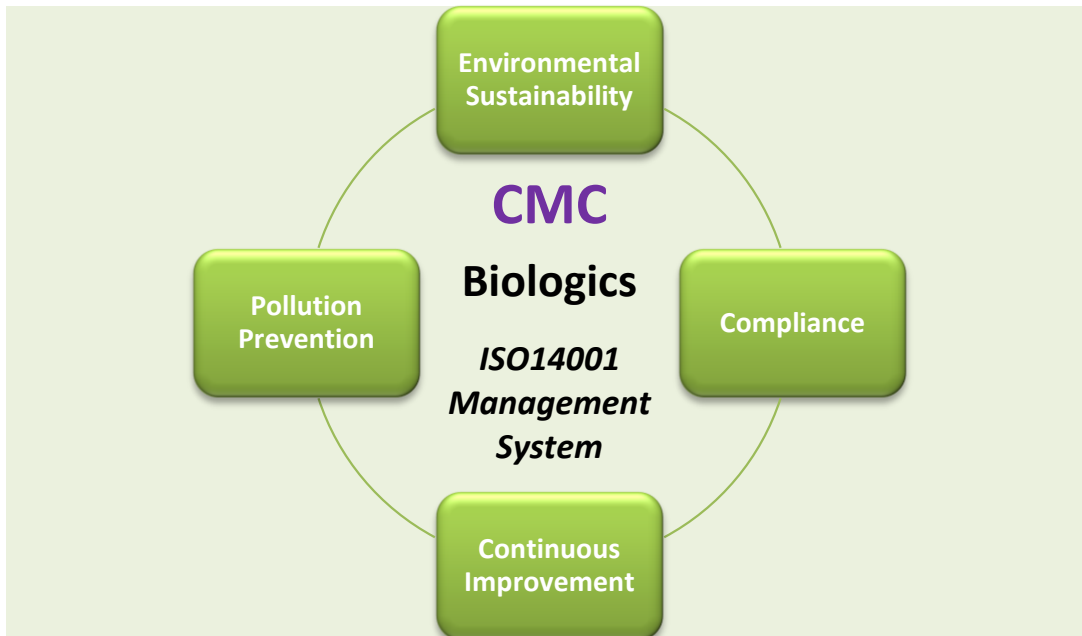 Environmental
Sustainability
CMC
Biologics
ISO14001
Management
System
Pollution
Prevention
Compliance
Continuous
Improvement